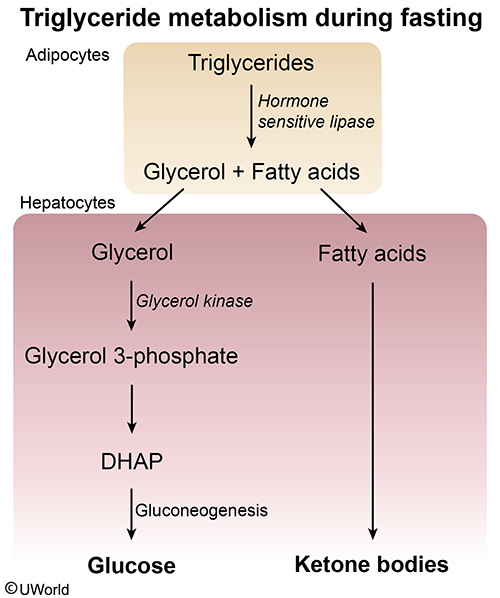 Triglyceride metabolism during fasting
Adipocytes
Triglycerides
Hormone
sensitive lipase
Glycerol + Fatty acids
Hepatocytes
Glycerol
Fatty acids
Glycerol kinase
Glycerol 3-phosphate
DHAP
Gluconeogenesis
Glucose
Ketone bodies
©UWorld